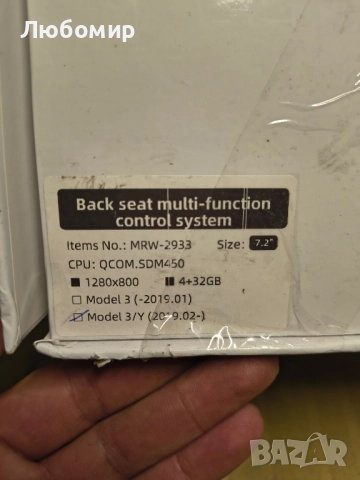 Любомир
Back seat multi-function
control system
Items No.: MRW-2933 Size: 7.2"
CPU: QCOM.SDM450
1280x800 4+32GB
Model 3 (-2019.01)
Model 3/Y (2019.02-)
BAZAR